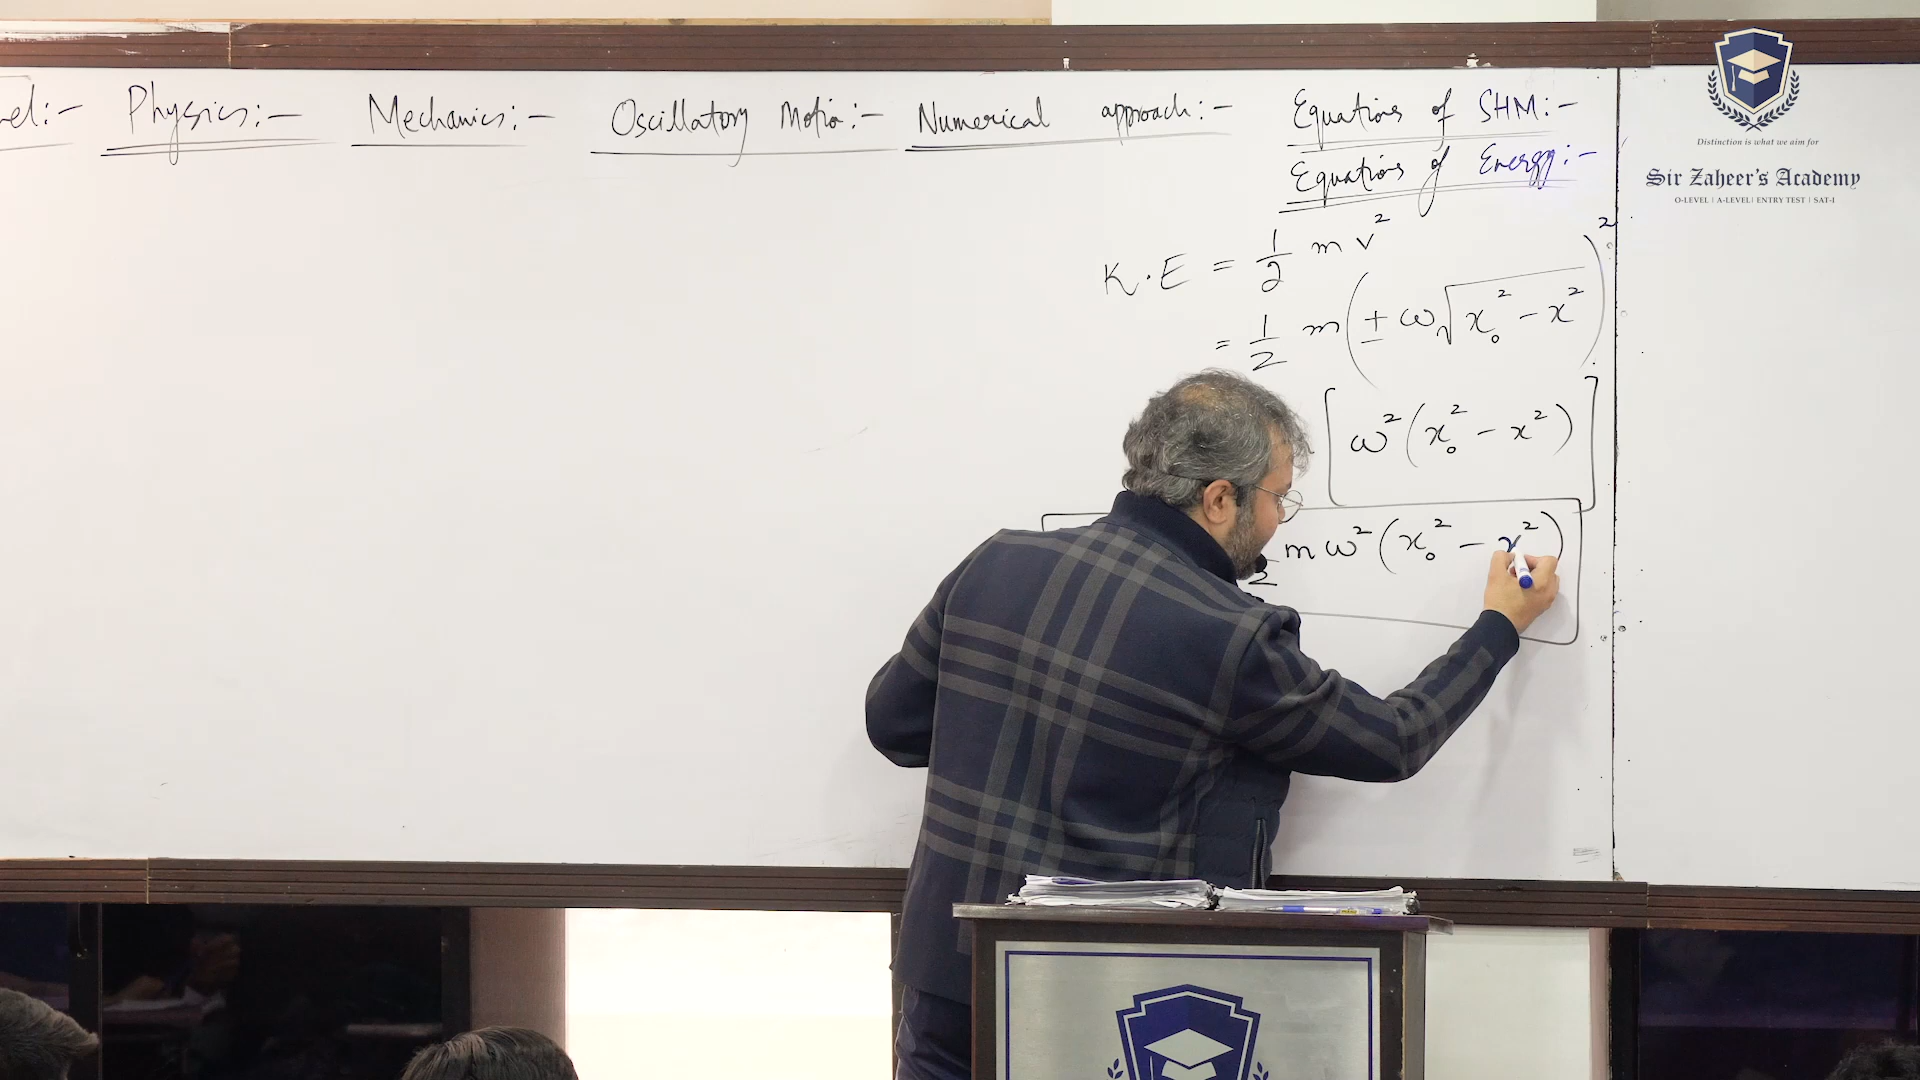 Physics:- Mechanics:- Oscillatory Motion:- Numerical approach:- Equations of SHM:-
Equations of Energy:-
K.E = 1/2 m v²
= 1/2 m(± ω√x₀² - x²)²
[ω²(x₀² - x²)]
mω²(x₀² - x²)
Distinction is what we aim for
Sir Zaheer's Academy
O-LEVEL | A-LEVEL | ENTRY TEST | SAT-I